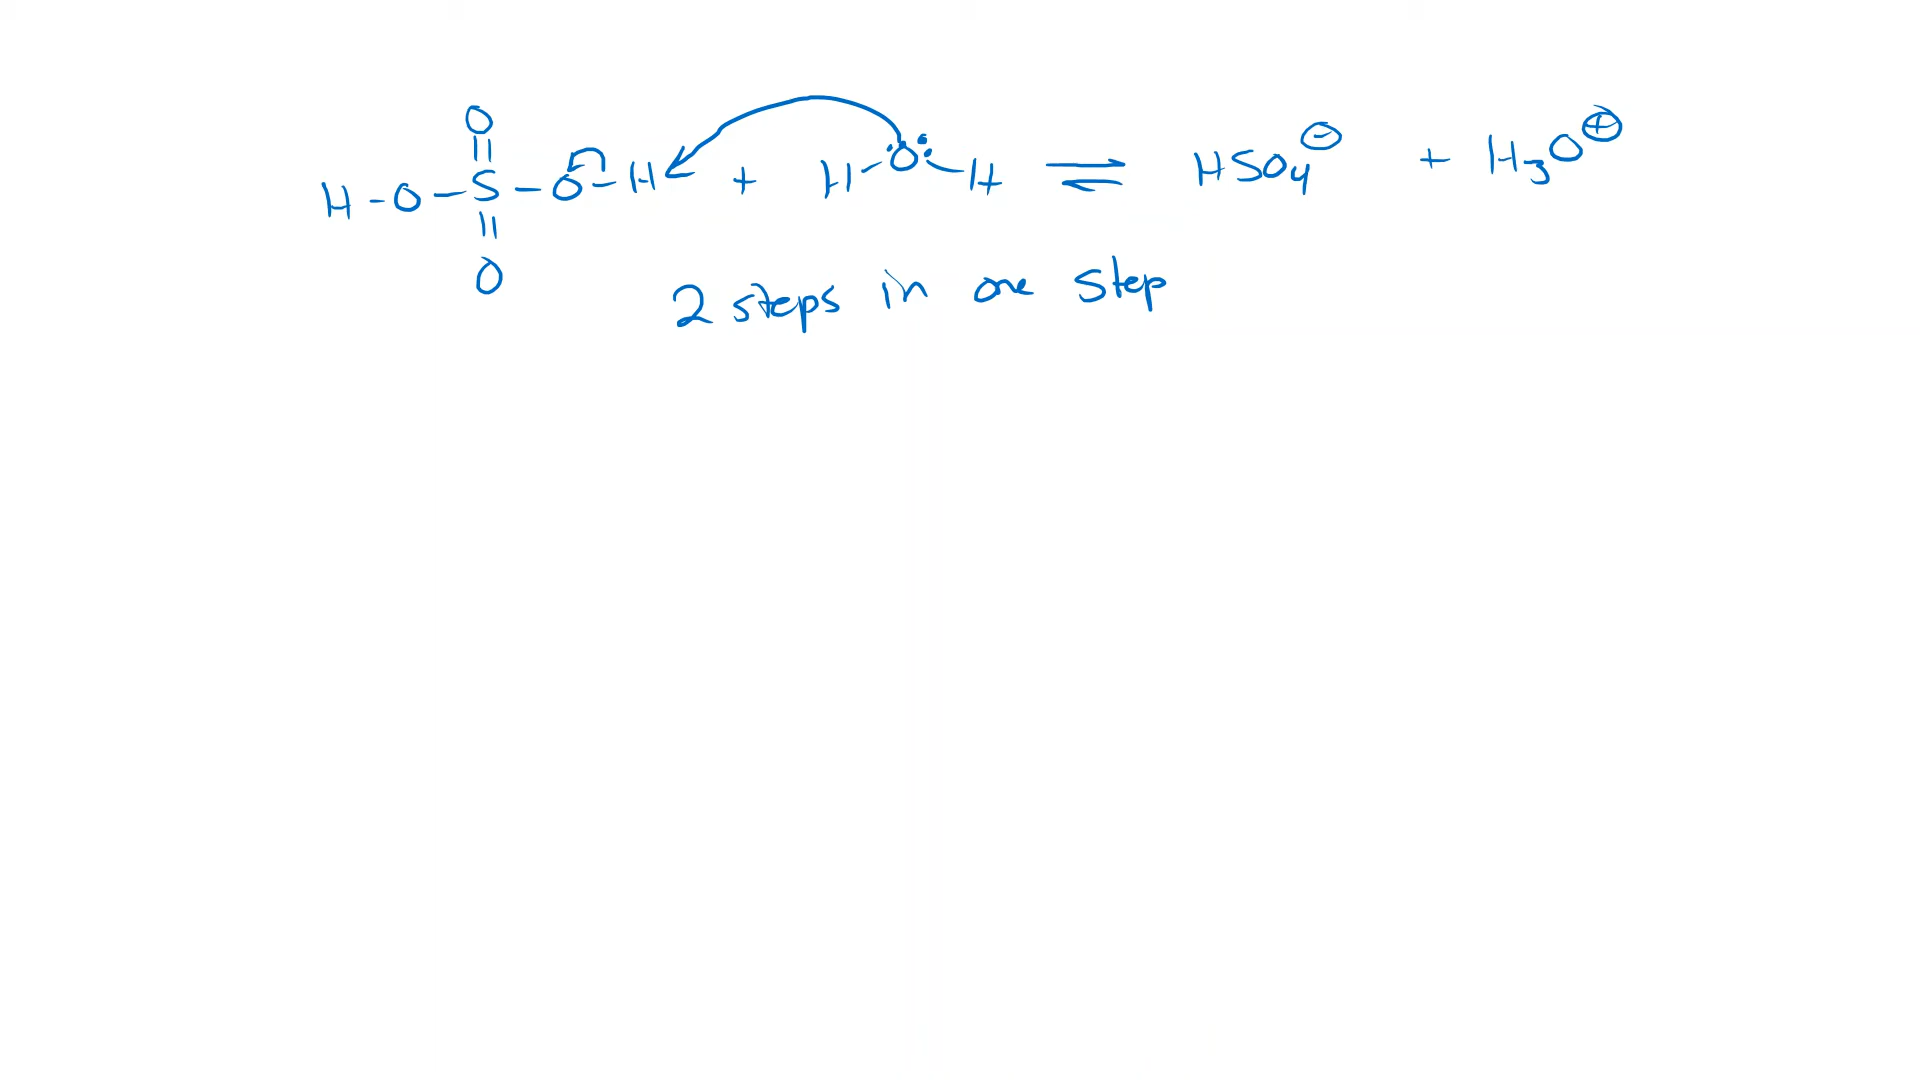 O
||
H - O - S - O - H + H - O - H ⇌ HSO₄⊖ + H₃O⊕
||
O
2 steps in one step